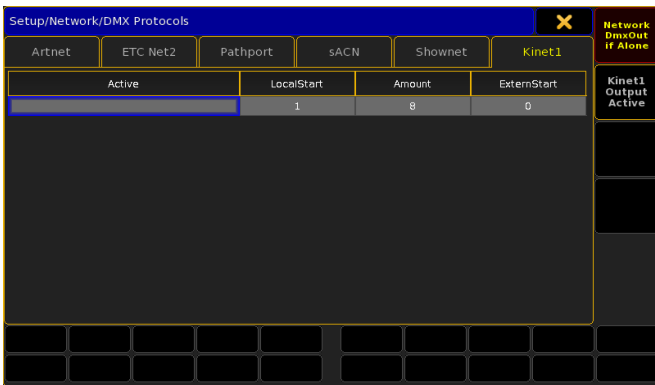 Setup/Network/DMX Protocols
Network
DmxOut
if Alone
Artnet ETC Net2 Pathport sACN Shownet Kinet1
Active LocalStart Amount ExternStart
1 8 0
Kinet1
Output
Active